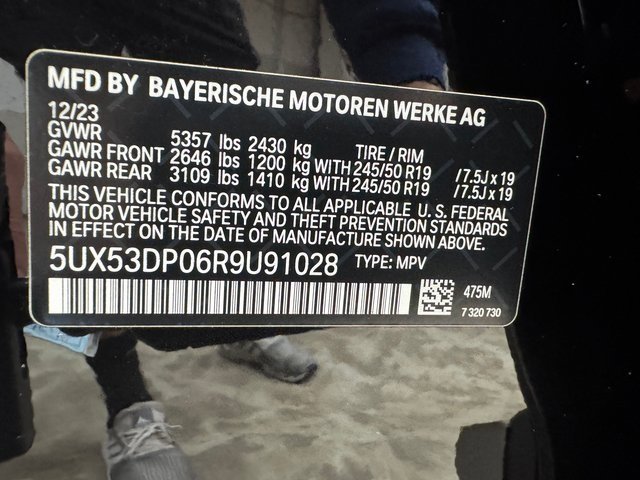 MFD BY BAYERISCHE MOTOREN WERKE AG
12/23
GVWR 5357 lbs 2430 kg TIRE / RIM
GAWR FRONT 2646 lbs 1200 kg WITH 245/50 R19 /7.5J x 19
GAWR REAR 3109 lbs 1410 kg WITH 245/50 R19 /7.5J x 19
THIS VEHICLE CONFORMS TO ALL APPLICABLE U.S. FEDERAL
MOTOR VEHICLE SAFETY AND THEFT PREVENTION STANDARDS
IN EFFECT ON THE DATE OF MANUFACTURE SHOWN ABOVE.
5UX53DP06R9U91028 TYPE: MPV
475M
7 320 730